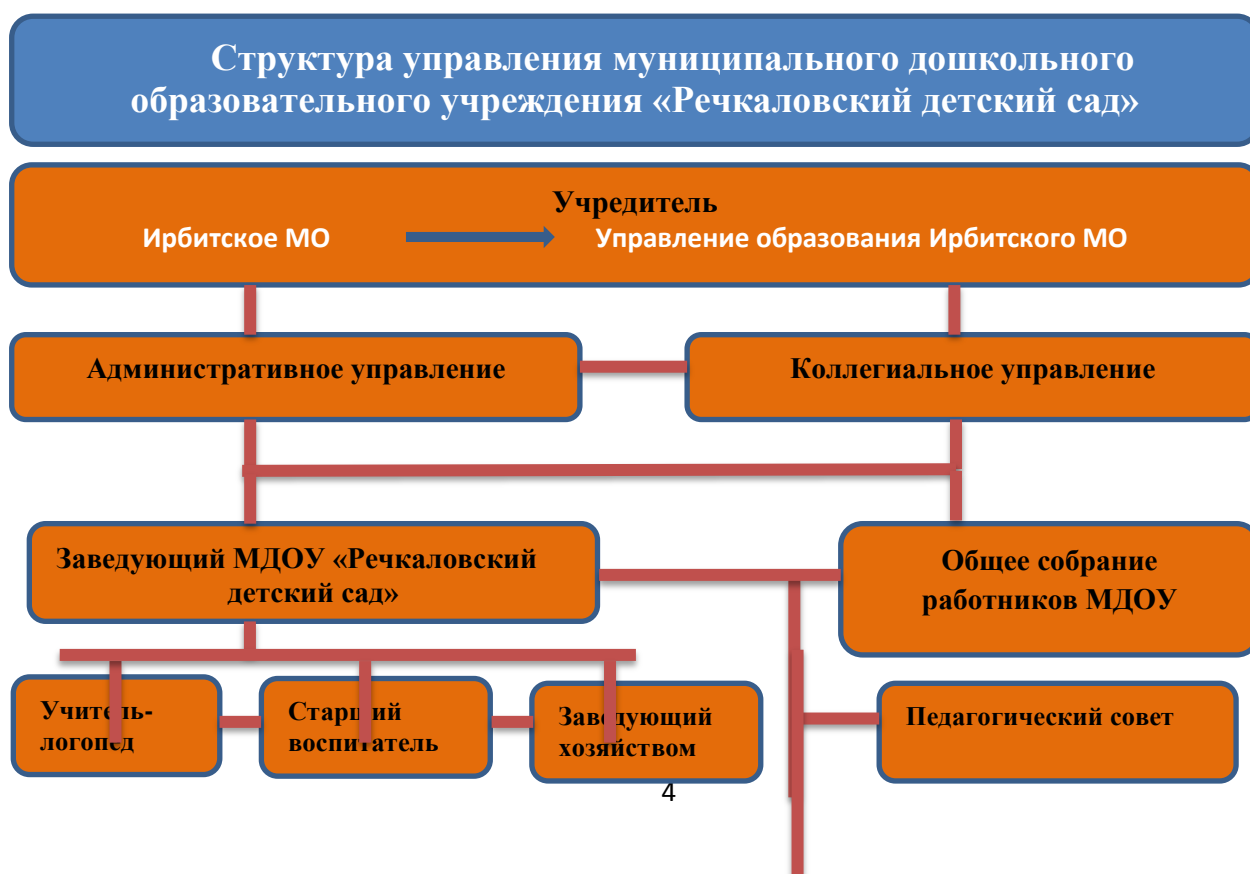 Структура управления муниципального дошкольного
образовательного учреждения «Речкаловский детский сад»
Учредитель
Ирбитское МО Управление образования Ирбитского МО
Административное управление
Коллегиальное управление
Заведующий МДОУ «Речкаловский
детский сад»
Общее собрание
работников МДОУ
Учитель-
логопед
Старший
воспитатель
Заведующий
хозяйством
Педагогический совет
4